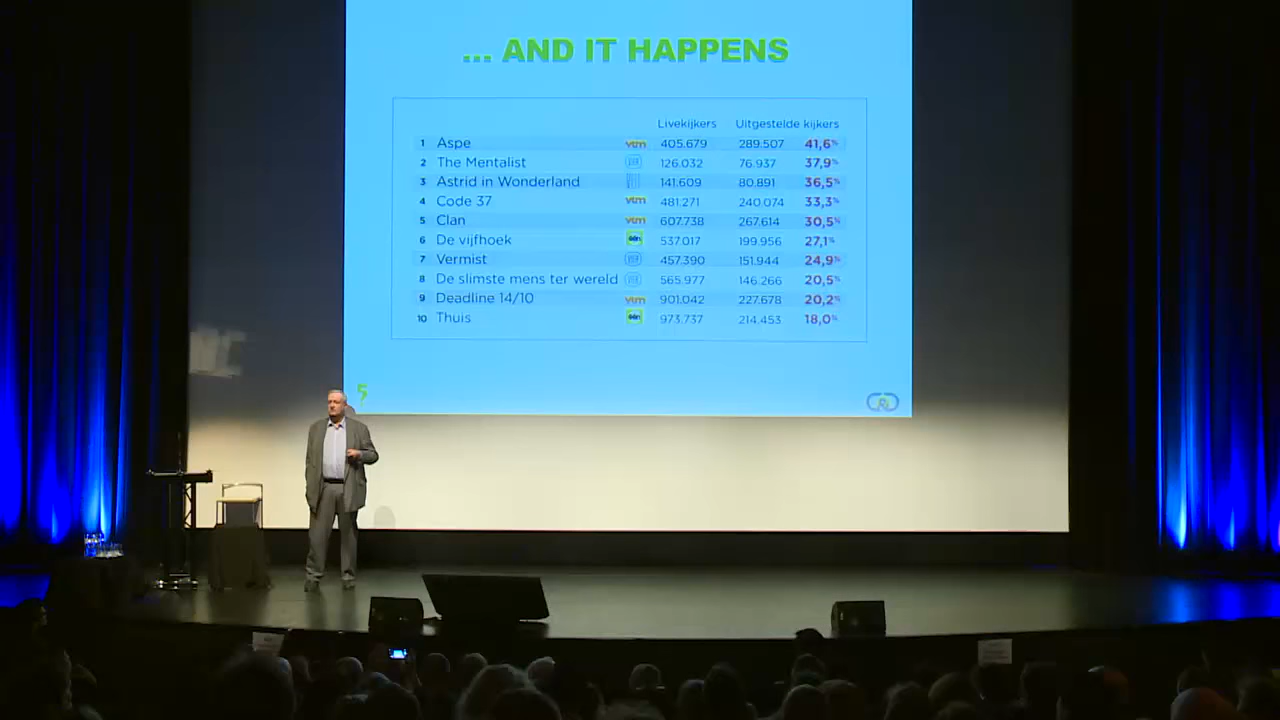 ... AND IT HAPPENS
Livekijkers Uitgestelde kijkers
1 Aspe vtm 405.679 289.507 41,6%
2 The Mentalist 126.032 76.937 37,9%
3 Astrid in Wonderland 141.609 80.891 36,5%
4 Code 37 vtm 481.271 240.074 33,3%
5 Clan vtm 607.738 267.614 30,5%
6 De vijfhoek één 537.017 199.956 27,1%
7 Vermist 457.390 151.944 24,9%
8 De slimste mens ter wereld 565.977 146.266 20,5%
9 Deadline 14/10 vtm 901.042 227.678 20,2%
10 Thuis één 973.737 214.453 18,0%
5